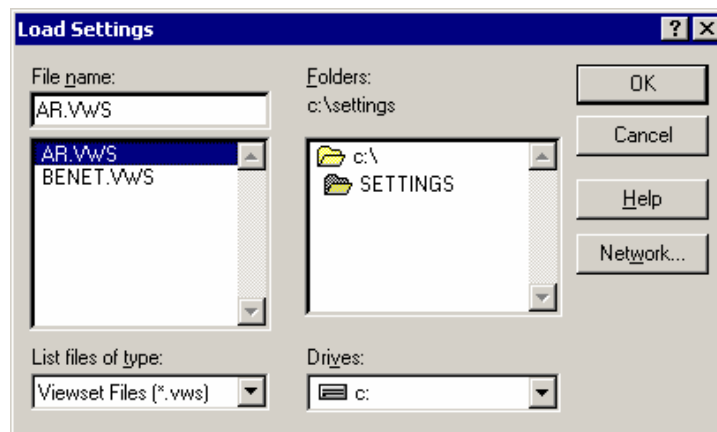 Load Settings
File name:
AR.VWS
AR.VWS
BENET.VWS
List files of type:
Viewset Files (*.vws)
Folders:
c:\settings
c:\
SETTINGS
Drives:
c:
OK
Cancel
Help
Network...